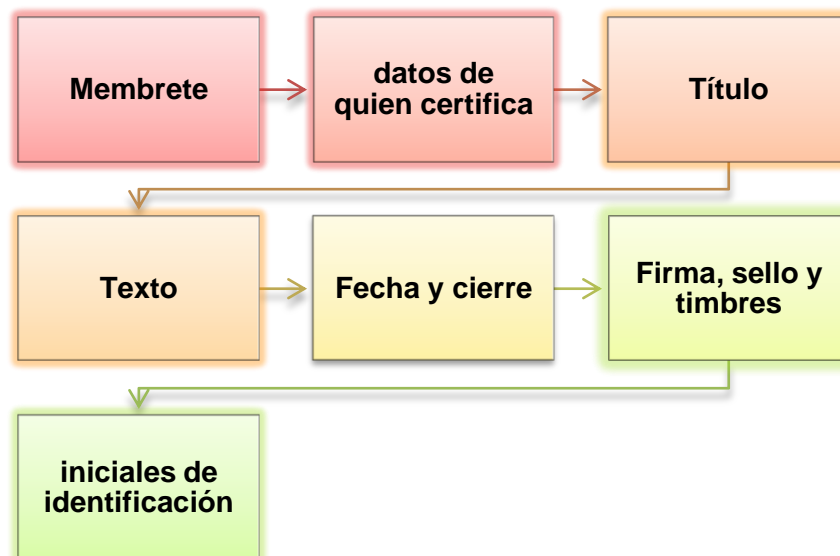 Membrete
datos de
quien certifica
Título
Texto
Fecha y cierre
Firma, sello y
timbres
iniciales de
identificación